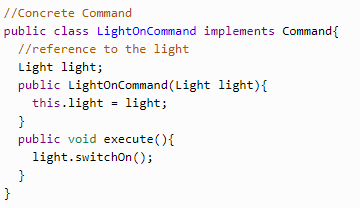 //Concrete Command
public class LightOnCommand implements Command{
  //reference to the light
  Light light;
  public LightOnCommand(Light light){
    this.light = light;
  }
  public void execute(){
    light.switchOn();
  }
}